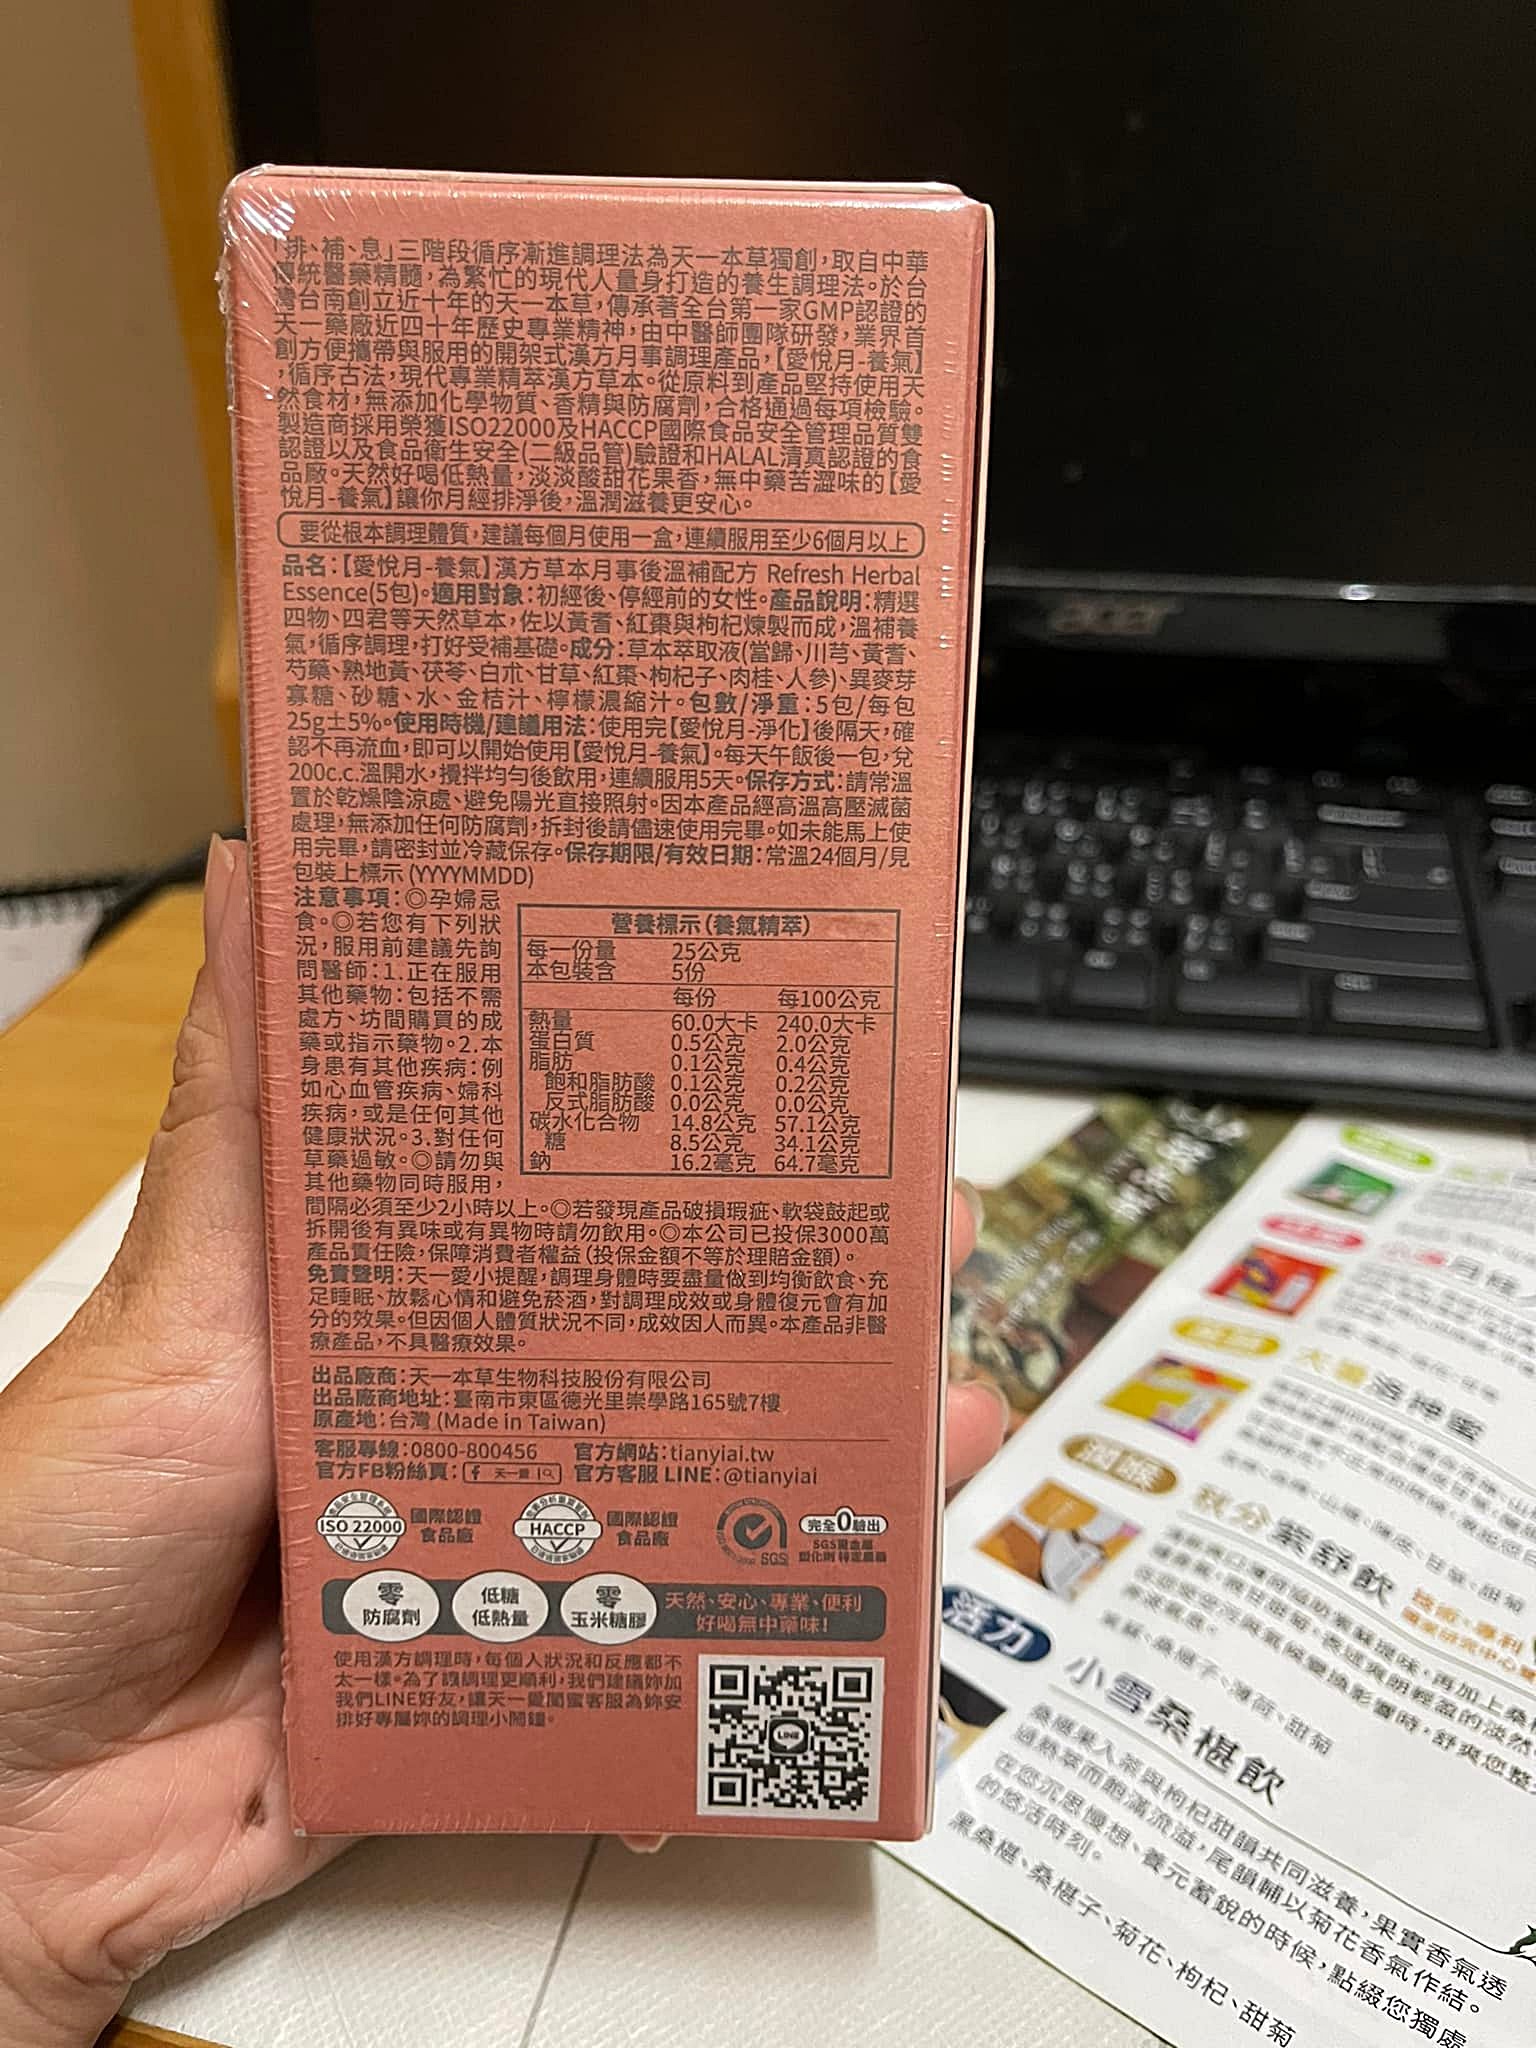 「排、補、息」三階段循序漸進調理法為天一本草獨創，取自中華
傳統醫藥精髓，為繁忙的現代人量身打造的養生調理法。於台
灣台南創立近十年的天一本草，傳承著全台第一家GMP認證的
天一藥廠近四十年歷史專業精神，由中醫師團隊研發，業界首
創方便攜帶與服用的開架式漢方月事調理產品，【愛悅月-養氣】
，循序古法，現代專業精萃漢方草本。從原料到產品堅持使用天
然食材，無添加化學物質、香精與防腐劑，合格通過每項檢驗。
製造商採用榮獲ISO22000及HACCP國際食品安全管理品質雙
認證以及食品衛生安全(二級品管)驗證和HALAL清真認證的食
品廠。天然好喝低熱量，淡淡酸甜花果香，無中藥苦澀味的【愛
悅月-養氣】讓你月經排淨後，溫潤滋養更安心。
要從根本調理體質，建議每個月使用一盒，連續服用至少6個月以上
品名：【愛悅月-養氣】漢方草本月事後溫補配方 Refresh Herbal
Essence(5包)。適用對象：初經後、停經前的女性。產品說明：精選
四物、四君等天然草本，佐以黃耆、紅棗與枸杞煉製而成，溫補養
氣，循序調理，打好受補基礎。成分：草本萃取液(當歸、川芎、黃耆、
芍藥、熟地黃、茯苓、白朮、甘草、紅棗、枸杞子、肉桂、人參)、異麥芽
寡糖、砂糖、水、金桔汁、檸檬濃縮汁。包數/淨重：5包/每包
25g±5%。使用時機/建議用法：使用完【愛悅月-淨化】後隔天，確
認不再流血，即可以開始使用【愛悅月-養氣】。每天午飯後一包，兌
200c.c.溫開水，攪拌均勻後飲用，連續服用5天。保存方式：請常溫
置於乾燥陰涼處、避免陽光直接照射。因本產品經高溫高壓滅菌
處理，無添加任何防腐劑，拆封後請儘速使用完畢。如未能馬上使
用完畢，請密封並冷藏保存。保存期限/有效日期：常溫24個月/見
包裝上標示 (YYYYMMDD)
注意事項：◎孕婦忌
食。◎若您有下列狀
況，服用前建議先詢
問醫師：1.正在服用
其他藥物：包括不需
處方、坊間購買的成
藥或指示藥物。2.本
身患有其他疾病：例
如心血管疾病、婦科
疾病，或是任何其他
健康狀況。3.對任何
草藥過敏。◎請勿與
其他藥物同時服用，
間隔必須至少2小時以上。◎若發現產品破損瑕疵、軟袋鼓起或
拆開後有異味或有異物時請勿飲用。◎本公司已投保3000萬
產品責任險，保障消費者權益 (投保金額不等於理賠金額)。
營養標示 (養氣精萃)
每一份量 25公克
本包裝含 5份
每份 每100公克
熱量 60.0大卡 240.0大卡
蛋白質 0.5公克 2.0公克
脂肪 0.1公克 0.4公克
飽和脂肪酸 0.1公克 0.2公克
反式脂肪酸 0.0公克 0.0公克
碳水化合物 14.8公克 57.1公克
糖 8.5公克 34.1公克
鈉 16.2毫克 64.7毫克
免責聲明：天一愛小提醒，調理身體時要盡量做到均衡飲食、充
足睡眠、放鬆心情和避免菸酒，對調理成效或身體復元會有加
分的效果。但因個人體質狀況不同，成效因人而異。本產品非醫
療產品，不具醫療效果。
出品廠商：天一本草生物科技股份有限公司
出品廠商地址：臺南市東區德光里崇學路165號7樓
原產地：台灣 (Made in Taiwan)
客服專線：0800-800456 官方網站：tianyiai.tw
官方FB粉絲頁： f 天一愛 官方客服 LINE：@tianyiai
ISO 22000 國際認證
食品廠
HACCP 國際認證
食品廠
SGS
完全0驗出
SGS重金屬
塑化劑
零
防腐劑
低糖
低熱量
零
玉米糖膠
天然、安心、專業、便利
好喝無中藥味！
使用漢方調理時，每個人狀況和反應都不
太一樣。為了讓調理更順利，我們建議妳加
我們LINE好友，讓天一愛閨蜜客服為妳安
排好專屬妳的調理小鬧鐘。
LINE
acer
大雪洛神蜜
潤喉
秋分紫舒飲
紫蘇、桑椹子、薄荷、甜菊
活力
小雪桑椹飲
桑椹果入茶與枸杞甜韻共同滋養，果實香氣透
過熱萃而飽滿流溢，尾韻輔以菊花香氣作結。
在您沉思慢想、養元蓄銳的時候，點綴您獨處
的悠活時刻。
黑桑椹、桑椹子、菊花、枸杞、甜菊